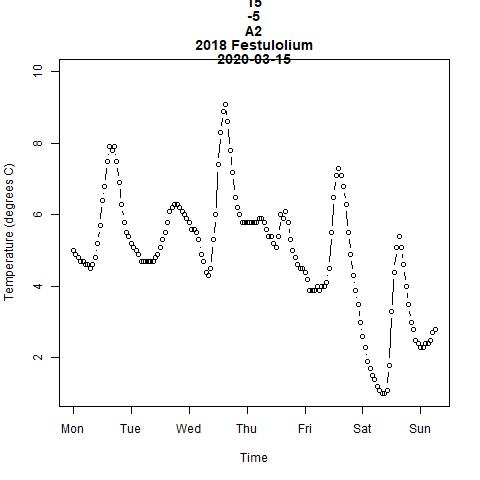 15
-5
A2
2018 Festulolium
2020-03-15
Temperature (degrees C)
10
8
6
4
2
Mon Tue Wed Thu Fri Sat Sun
Time